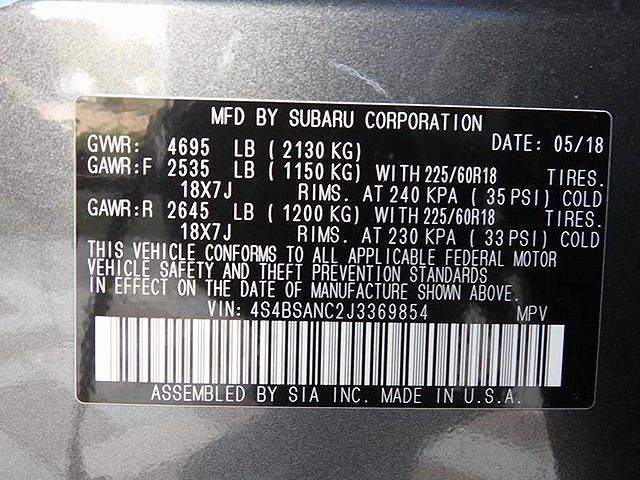 MFD BY SUBARU CORPORATION
GVWR: 4695 LB ( 2130 KG) DATE: 05/18
GAWR:F 2535 LB ( 1150 KG) WITH 225/60R18 TIRES.
18X7J RIMS. AT 240 KPA ( 35 PSI) COLD
GAWR:R 2645 LB ( 1200 KG) WITH 225/60R18 TIRES.
18X7J RIMS. AT 230 KPA ( 33 PSI) COLD
THIS VEHICLE CONFORMS TO ALL APPLICABLE FEDERAL MOTOR
VEHICLE SAFETY AND THEFT PREVENTION STANDARDS
IN EFFECT ON THE DATE OF MANUFACTURE SHOWN ABOVE.
VIN: 4S4BSANC2J3369854 MPV
ASSEMBLED BY SIA INC. MADE IN U.S.A.